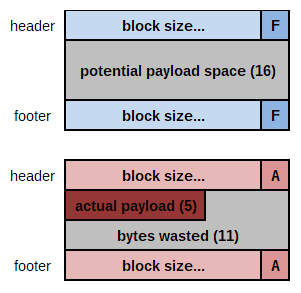 header block size... F
potential payload space (16)
footer block size... F
header block size... A
actual payload (5)
bytes wasted (11)
footer block size... A